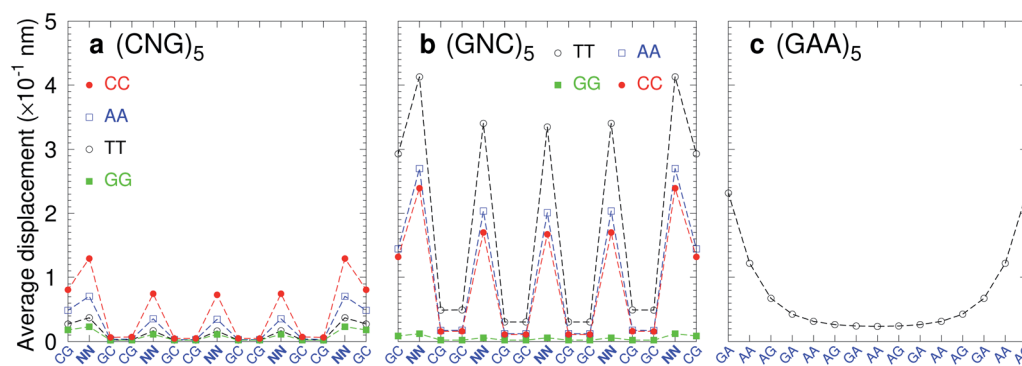 Average displacement (×10⁻¹ nm)
5
4
3
2
1
0
a (CNG)₅
CC
AA
TT
GG
CG NN GC CG NN GC CG NN GC CG NN GC CG NN GC
b (GNC)₅
TT AA
GG CC
GC NN CG GC NN CG GC NN CG GC NN CG GC NN CG
c (GAA)₅
GA AA AG GA AA AG GA AA AG GA AA AG GA AA